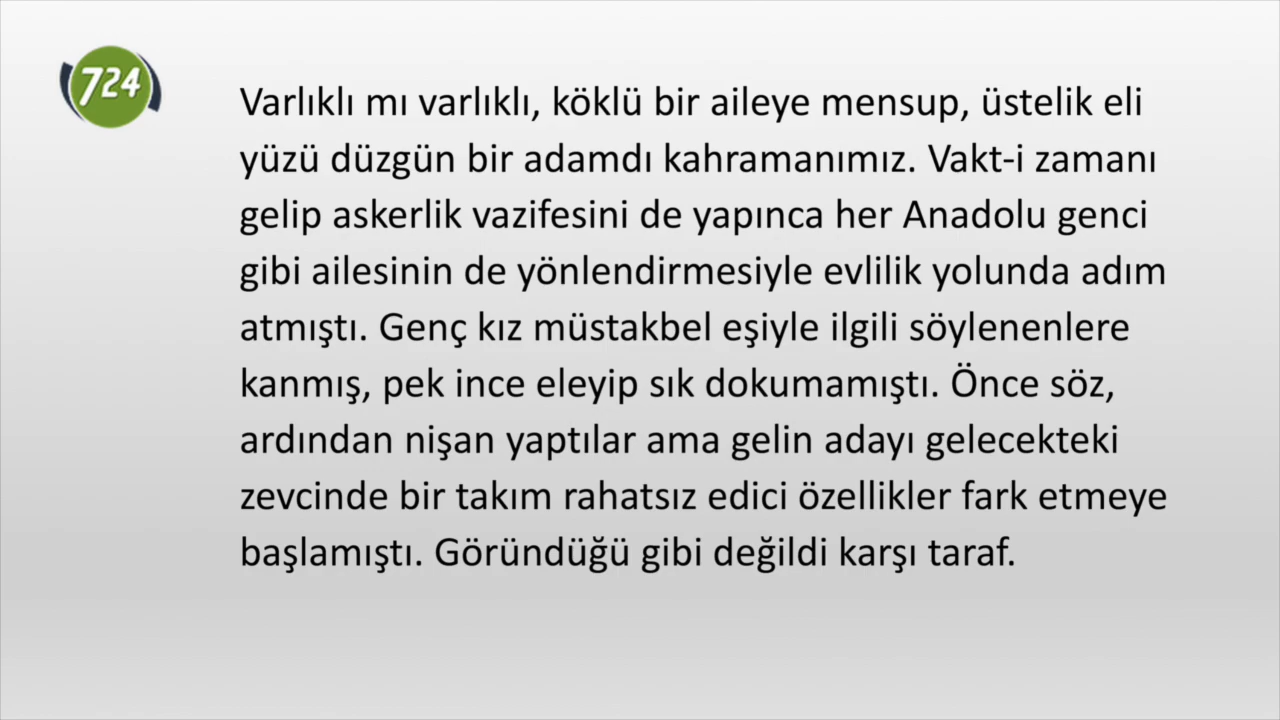 724
Varlıklı mı varlıklı, köklü bir aileye mensup, üstelik eli
yüzü düzgün bir adamdı kahramanımız. Vakt-i zamanı
gelip askerlik vazifesini de yapınca her Anadolu genci
gibi ailesinin de yönlendirmesiyle evlilik yolunda adım
atmıştı. Genç kız müstakbel eşiyle ilgili söylenenlere
kanmış, pek ince eleyip sık dokumamıştı. Önce söz,
ardından nişan yaptılar ama gelin adayı gelecekteki
zevcinde bir takım rahatsız edici özellikler fark etmeye
başlamıştı. Göründüğü gibi değildi karşı taraf.